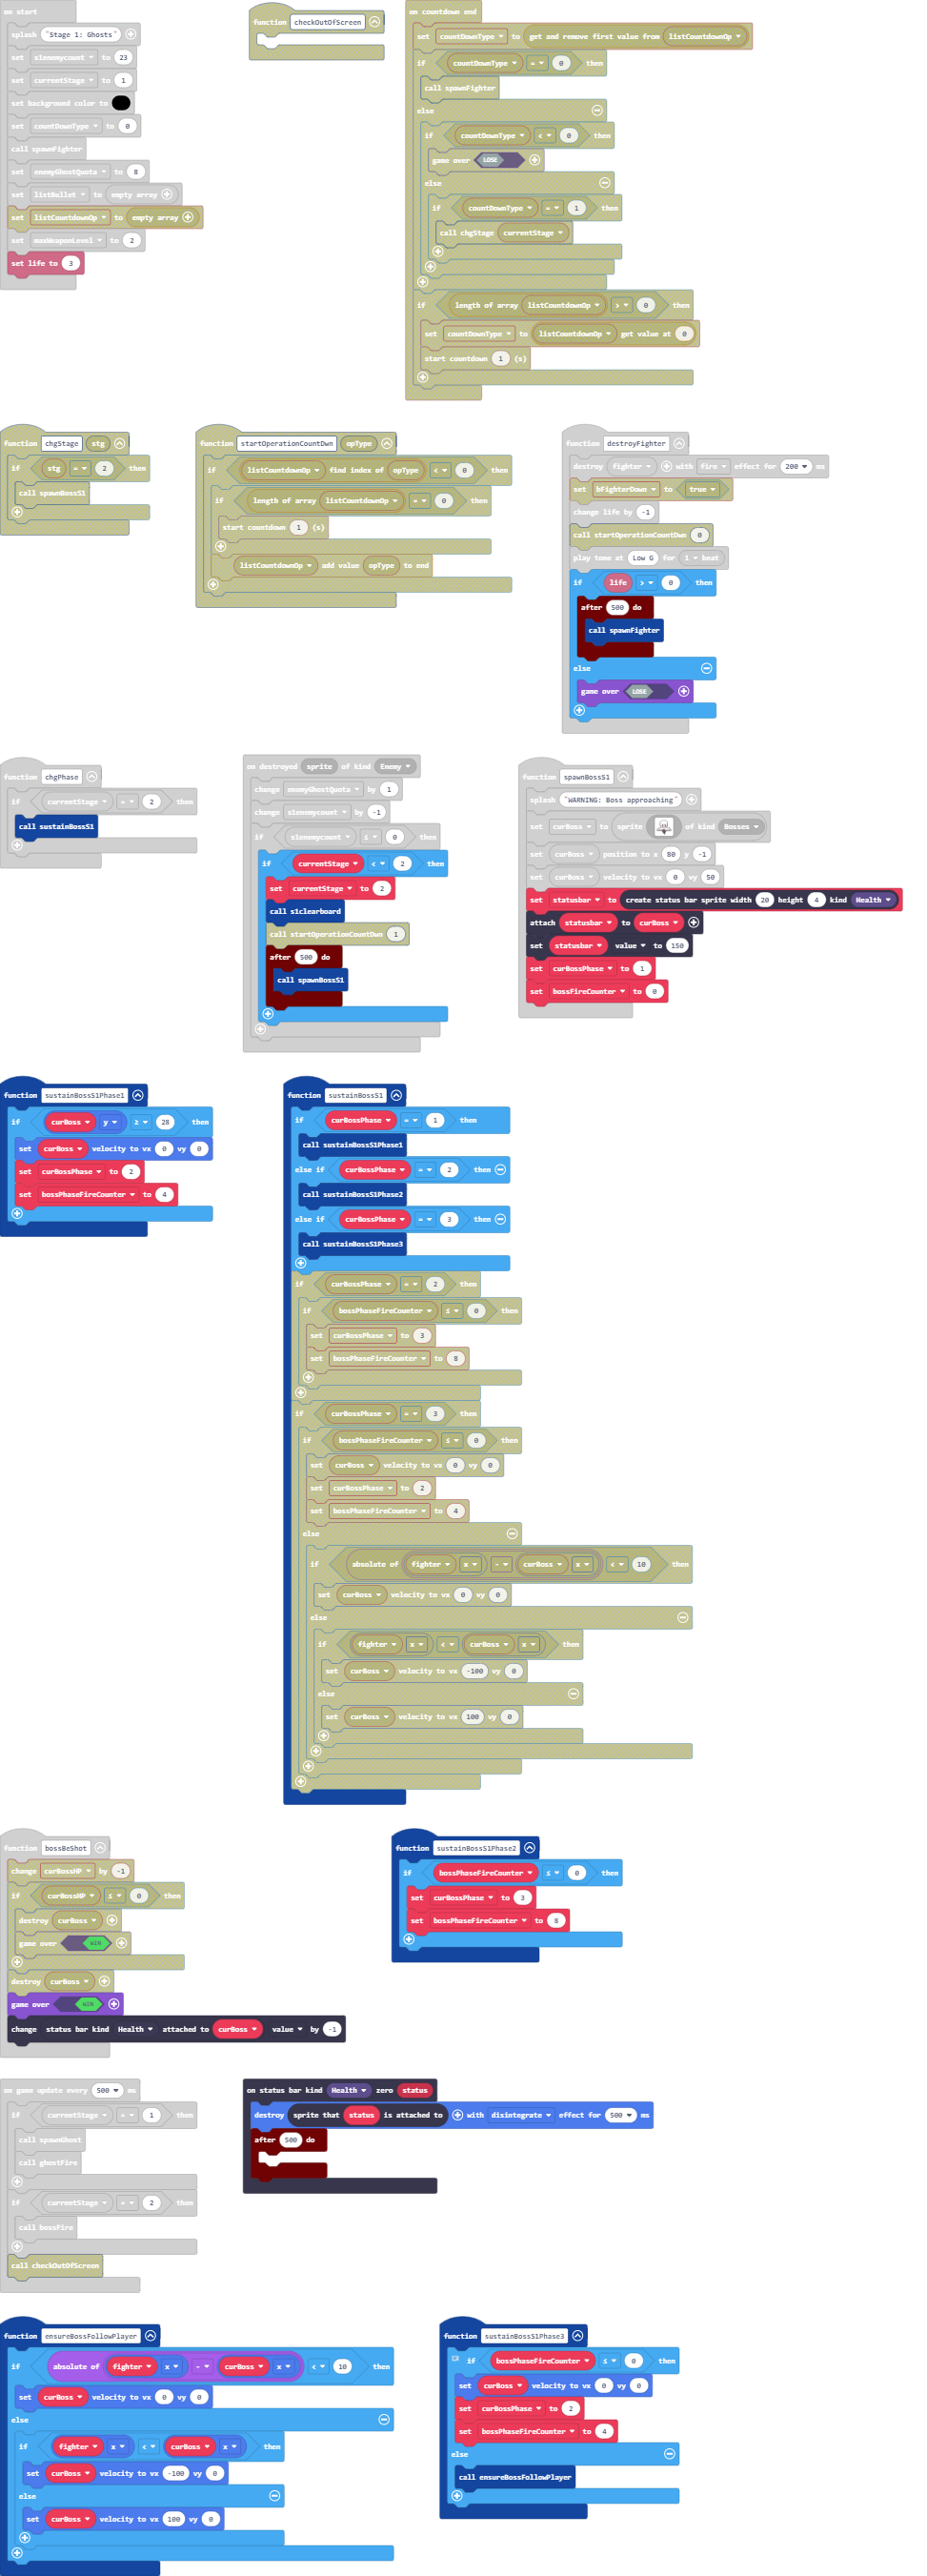 on start
splash "Stage 1: Ghosts"
set s1enemycount to 23
set currentStage to 1
set background color to
set countDownType to 0
call spawnFighter
set enemyGhostQuota to 8
set listBullet to empty array
set listCountdownOp to empty array
set maxWeaponLevel to 2
set life to 3
function checkOutOfScreen
on countdown end
set countDownType to get and remove first value from listCountdownOp
if countDownType = 0 then
call spawnFighter
else
if countDownType < 0 then
game over LOSE
else
if countDownType = 1 then
call chgStage currentStage
if length of array listCountdownOp > 0 then
set countDownType to listCountdownOp get value at 0
start countdown 1 (s)
function chgStage stg
if stg = 2 then
call spawnBossS1
function startOperationCountDwn opType
if listCountdownOp find index of opType < 0 then
if length of array listCountdownOp = 0 then
start countdown 1 (s)
listCountdownOp add value opType to end
function destroyFighter
destroy fighter with fire effect for 200 ms
set bFighterDown to true
change life by -1
call startOperationCountDwn 0
play tone at Low G for 1 beat
if life > 0 then
after 500 do
call spawnFighter
else
game over LOSE
function chgPhase
if currentStage = 2 then
call sustainBossS1
on destroyed sprite of kind Enemy
change enemyGhostQuota by 1
change s1enemycount by -1
if s1enemycount ≤ 0 then
if currentStage < 2 then
set currentStage to 2
call s1clearboard
call startOperationCountDwn 1
after 500 do
call spawnBossS1
function spawnBossS1
splash "WARNING: Boss approaching"
set curBoss to sprite of kind Bosses
set curBoss position to x 80 y -1
set curBoss velocity to vx 0 vy 50
set statusbar to create status bar sprite width 20 height 4 kind Health
attach statusbar to curBoss
set statusbar value to 150
set curBossPhase to 1
set bossFireCounter to 0
function sustainBossS1Phase1
if curBoss y ≥ 28 then
set curBoss velocity to vx 0 vy 0
set curBossPhase to 2
set bossPhaseFireCounter to 4
function sustainBossS1
if curBossPhase = 1 then
call sustainBossS1Phase1
else if curBossPhase = 2 then
call sustainBossS1Phase2
else if curBossPhase = 3 then
call sustainBossS1Phase3
if curBossPhase = 2 then
if bossPhaseFireCounter ≤ 0 then
set curBossPhase to 3
set bossPhaseFireCounter to 8
if curBossPhase = 3 then
if bossPhaseFireCounter ≤ 0 then
set curBoss velocity to vx 0 vy 0
set curBossPhase to 2
set bossPhaseFireCounter to 4
else
if absolute of fighter x - curBoss x < 10 then
set curBoss velocity to vx 0 vy 0
else
if fighter x < curBoss x then
set curBoss velocity to vx -100 vy 0
else
set curBoss velocity to vx 100 vy 0
function bossBeShot
change curBossHP by -1
if curBossHP ≤ 0 then
destroy curBoss
game over WIN
destroy curBoss
game over WIN
change status bar kind Health attached to curBoss value by -1
function sustainBossS1Phase2
if bossPhaseFireCounter ≤ 0 then
set curBossPhase to 3
set bossPhaseFireCounter to 8
on game update every 500 ms
if currentStage = 1 then
call spawnGhost
call ghostFire
if currentStage = 2 then
call bossFire
call checkOutOfScreen
on status bar kind Health zero status
destroy sprite that status is attached to with disintegrate effect for 500 ms
after 500 do
function ensureBossFollowPlayer
if absolute of fighter x - curBoss x < 10 then
set curBoss velocity to vx 0 vy 0
else
if fighter x < curBoss x then
set curBoss velocity to vx -100 vy 0
else
set curBoss velocity to vx 100 vy 0
function sustainBossS1Phase3
if bossPhaseFireCounter ≤ 0 then
set curBoss velocity to vx 0 vy 0
set curBossPhase to 2
set bossPhaseFireCounter to 4
else
call ensureBossFollowPlayer